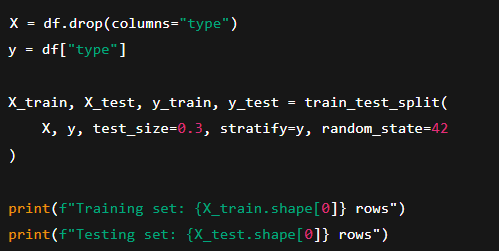 X = df.drop(columns="type")
y = df["type"]
X_train, X_test, y_train, y_test = train_test_split(
    X, y, test_size=0.3, stratify=y, random_state=42
)
print(f"Training set: {X_train.shape[0]} rows")
print(f"Testing set: {X_test.shape[0]} rows")